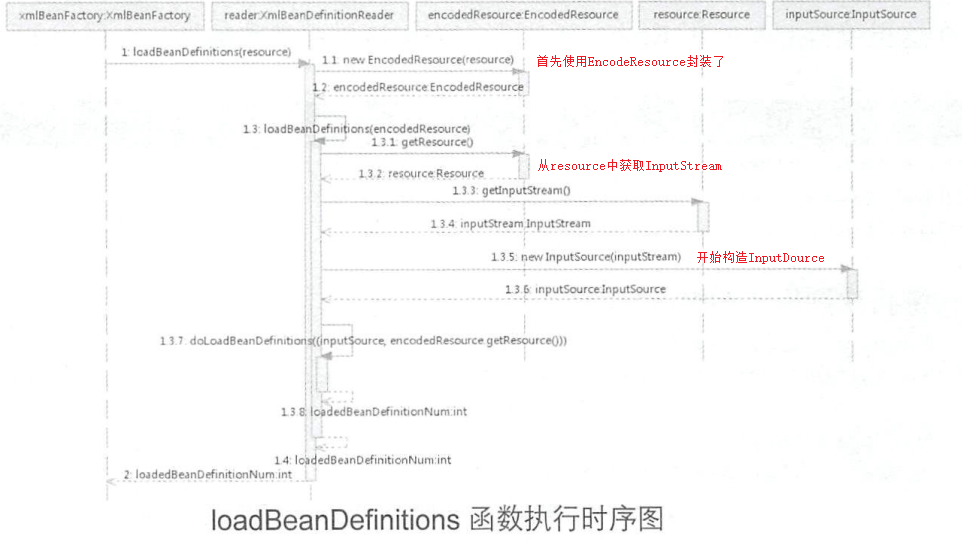 xmlBeanFactory:XmlBeanFactory reader:XmlBeanDefinitionReader encodedResource:EncodedResource resource:Resource inputSource:InputSource
1: loadBeanDefinitions(resource)
1.1: new EncodedResource(resource) 首先使用EncodeResource封装了
1.2: encodedResource:EncodedResource
1.3: loadBeanDefinitions(encodedResource)
1.3.1: getResource()
1.3.2: resource:Resource 从resource中获取InputStream
1.3.3: getInputStream()
1.3.4: inputStream:InputStream
1.3.5: new InputSource(inputStream) 开始构造InputDource
1.3.6: inputSource:InputSource
1.3.7: doLoadBeanDefinitions((inputSource, encodedResource.getResource()))
1.3.8: loadedBeanDefinitionNum:int
1.4: loadedBeanDefinitionNum:int
2: loadedBeanDefinitionNum:int
loadBeanDefinitions 函数执行时序图